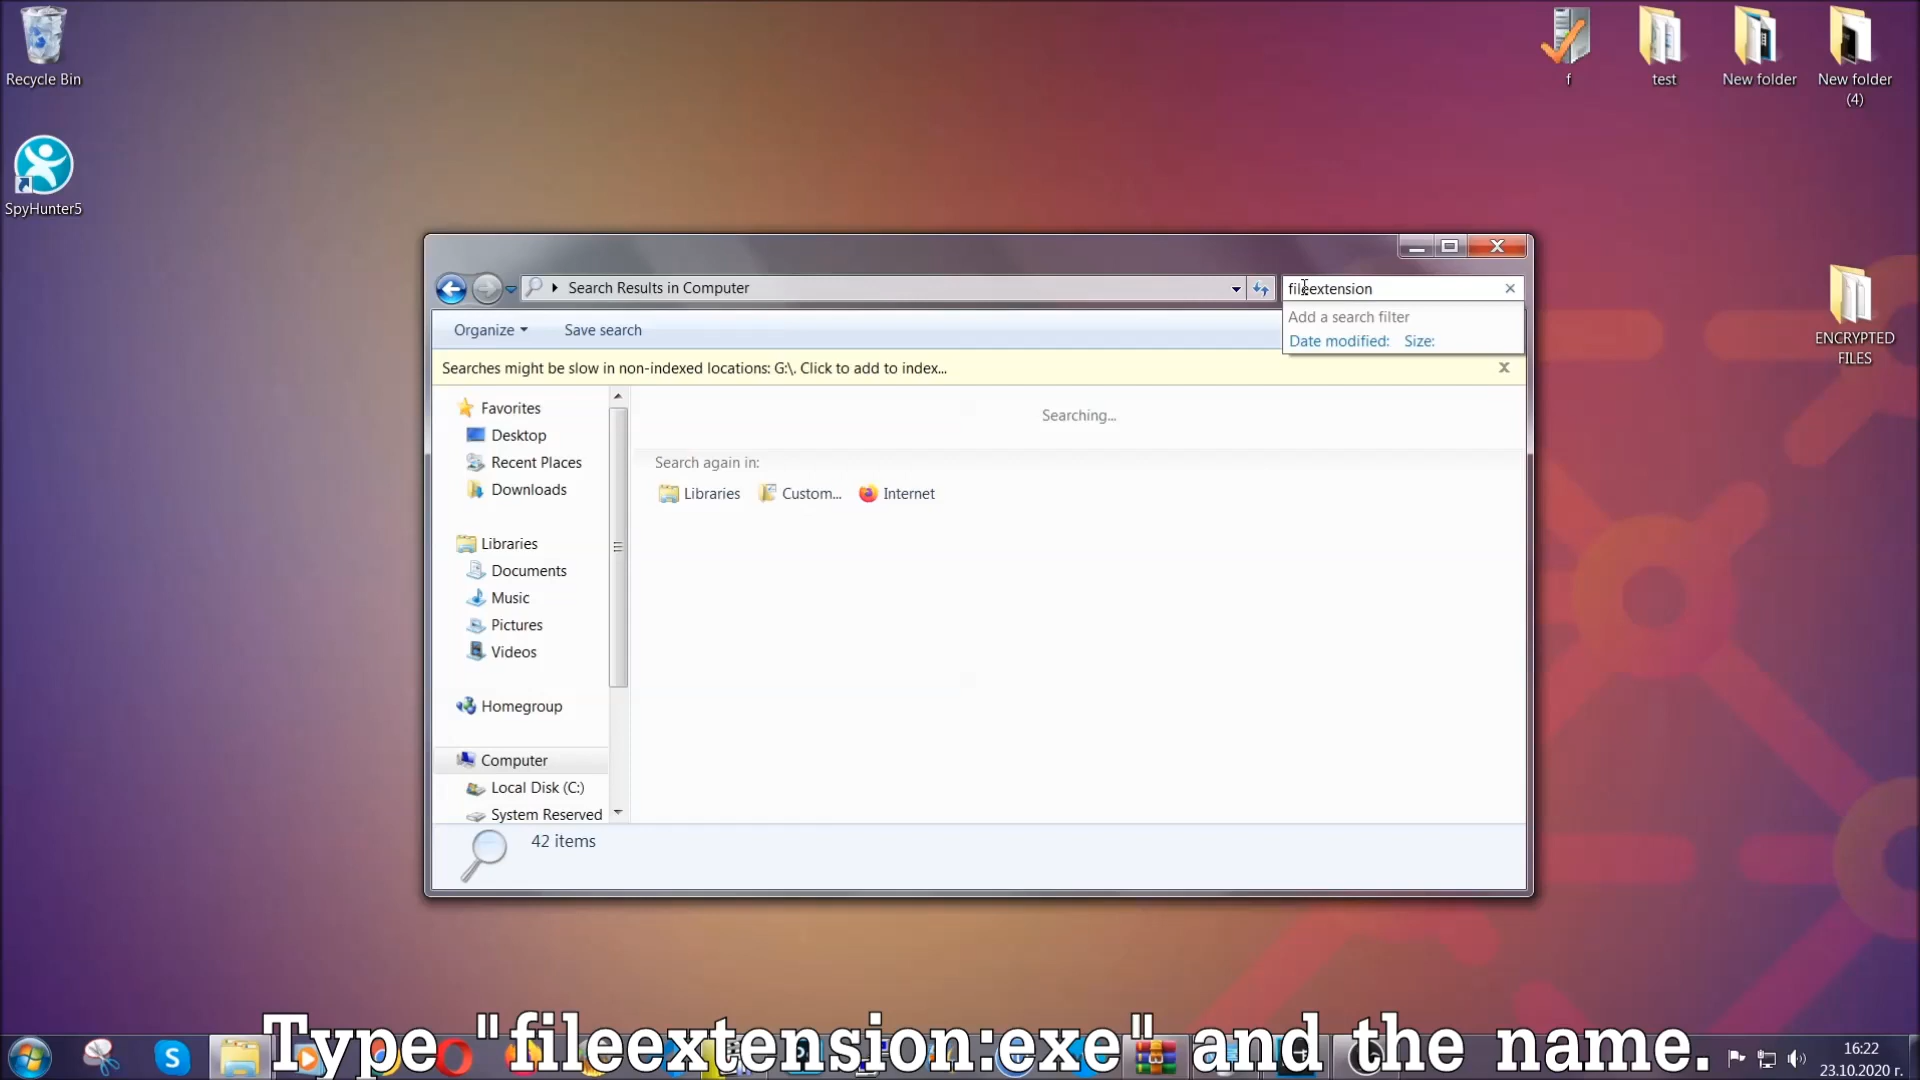 Recycle Bin
SpyHunter5
f
test
New folder
New folder
(4)
ENCRYPTED
FILES
Search Results in Computer
fileextension
Add a search filter
Date modified: Size:
Organize
Save search
Searches might be slow in non-indexed locations: G:\. Click to add to index...
Favorites
Desktop
Recent Places
Downloads
Libraries
Documents
Music
Pictures
Videos
Homegroup
Computer
Local Disk (C:)
System Reserved
Searching...
Search again in:
Libraries
Custom...
Internet
42 items
Type "fileextension:exe" and the name.
16:22
23.10.2020 г.